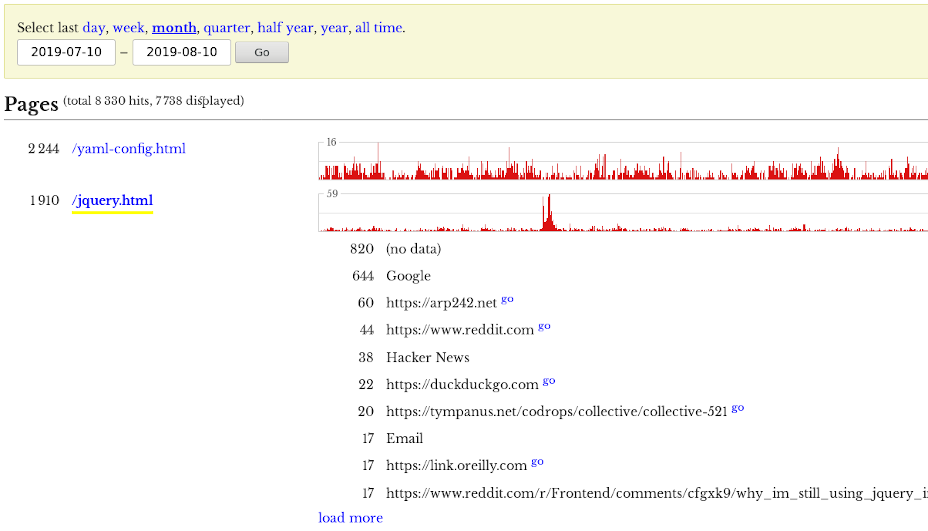 Select last day, week, month, quarter, half year, year, all time.
2019-07-10 – 2019-08-10 Go
Pages (total 8 330 hits, 7 738 displayed)
2 244 /yaml-config.html 16
1 910 /jquery.html 59
820 (no data)
644 Google
60 https://arp242.net go
44 https://www.reddit.com go
38 Hacker News
22 https://duckduckgo.com go
20 https://tympanus.net/codrops/collective/collective-521 go
17 Email
17 https://link.oreilly.com go
17 https://www.reddit.com/r/Frontend/comments/cfgxk9/why_im_still_using_jquery_i
load more